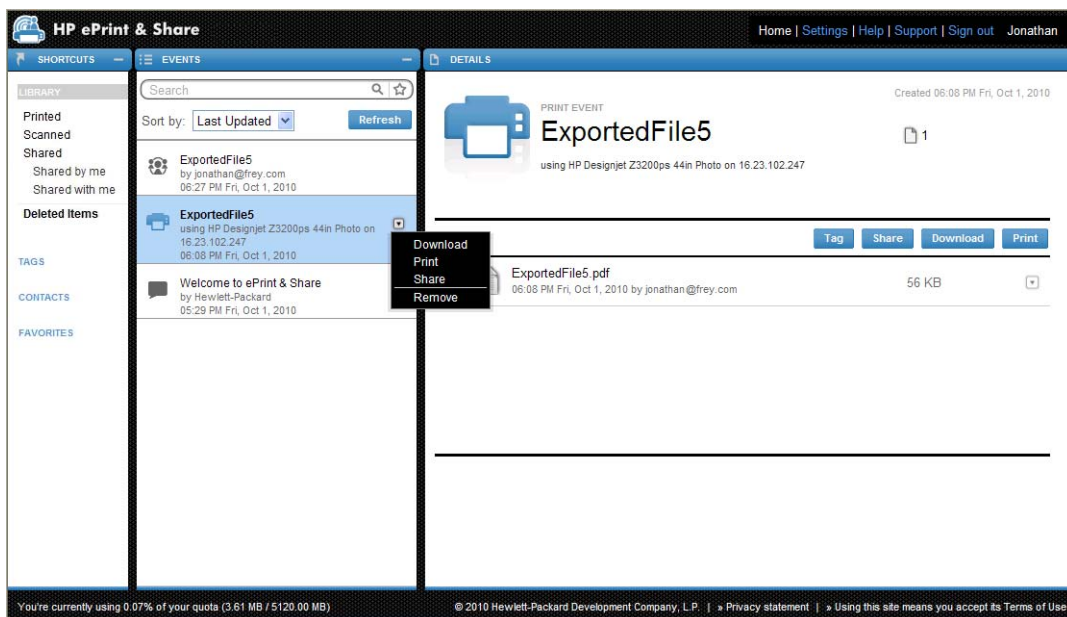 HP ePrint & Share
Home | Settings | Help | Support | Sign out Jonathan
SHORTCUTS
LIBRARY
Printed
Scanned
Shared
Shared by me
Shared with me
Deleted Items
TAGS
CONTACTS
FAVORITES
EVENTS
Search
Sort by: Last Updated Refresh
ExportedFile5
by jonathan@frey.com
06:27 PM Fri, Oct 1, 2010
ExportedFile5
using HP Designjet Z3200ps 44in Photo on
16.23.102.247
06:08 PM Fri, Oct 1, 2010
Welcome to ePrint & Share
by Hewlett-Packard
05:29 PM Fri, Oct 1, 2010
Download
Print
Share
Remove
DETAILS
Created 06:08 PM Fri, Oct 1, 2010
PRINT EVENT
ExportedFile5
1
using HP Designjet Z3200ps 44in Photo on 16.23.102.247
Tag Share Download Print
ExportedFile5.pdf
06:08 PM Fri, Oct 1, 2010 by jonathan@frey.com
56 KB
You're currently using 0.07% of your quota (3.61 MB / 5120.00 MB)
© 2010 Hewlett-Packard Development Company, L.P. | » Privacy statement | » Using this site means you accept its Terms of Use